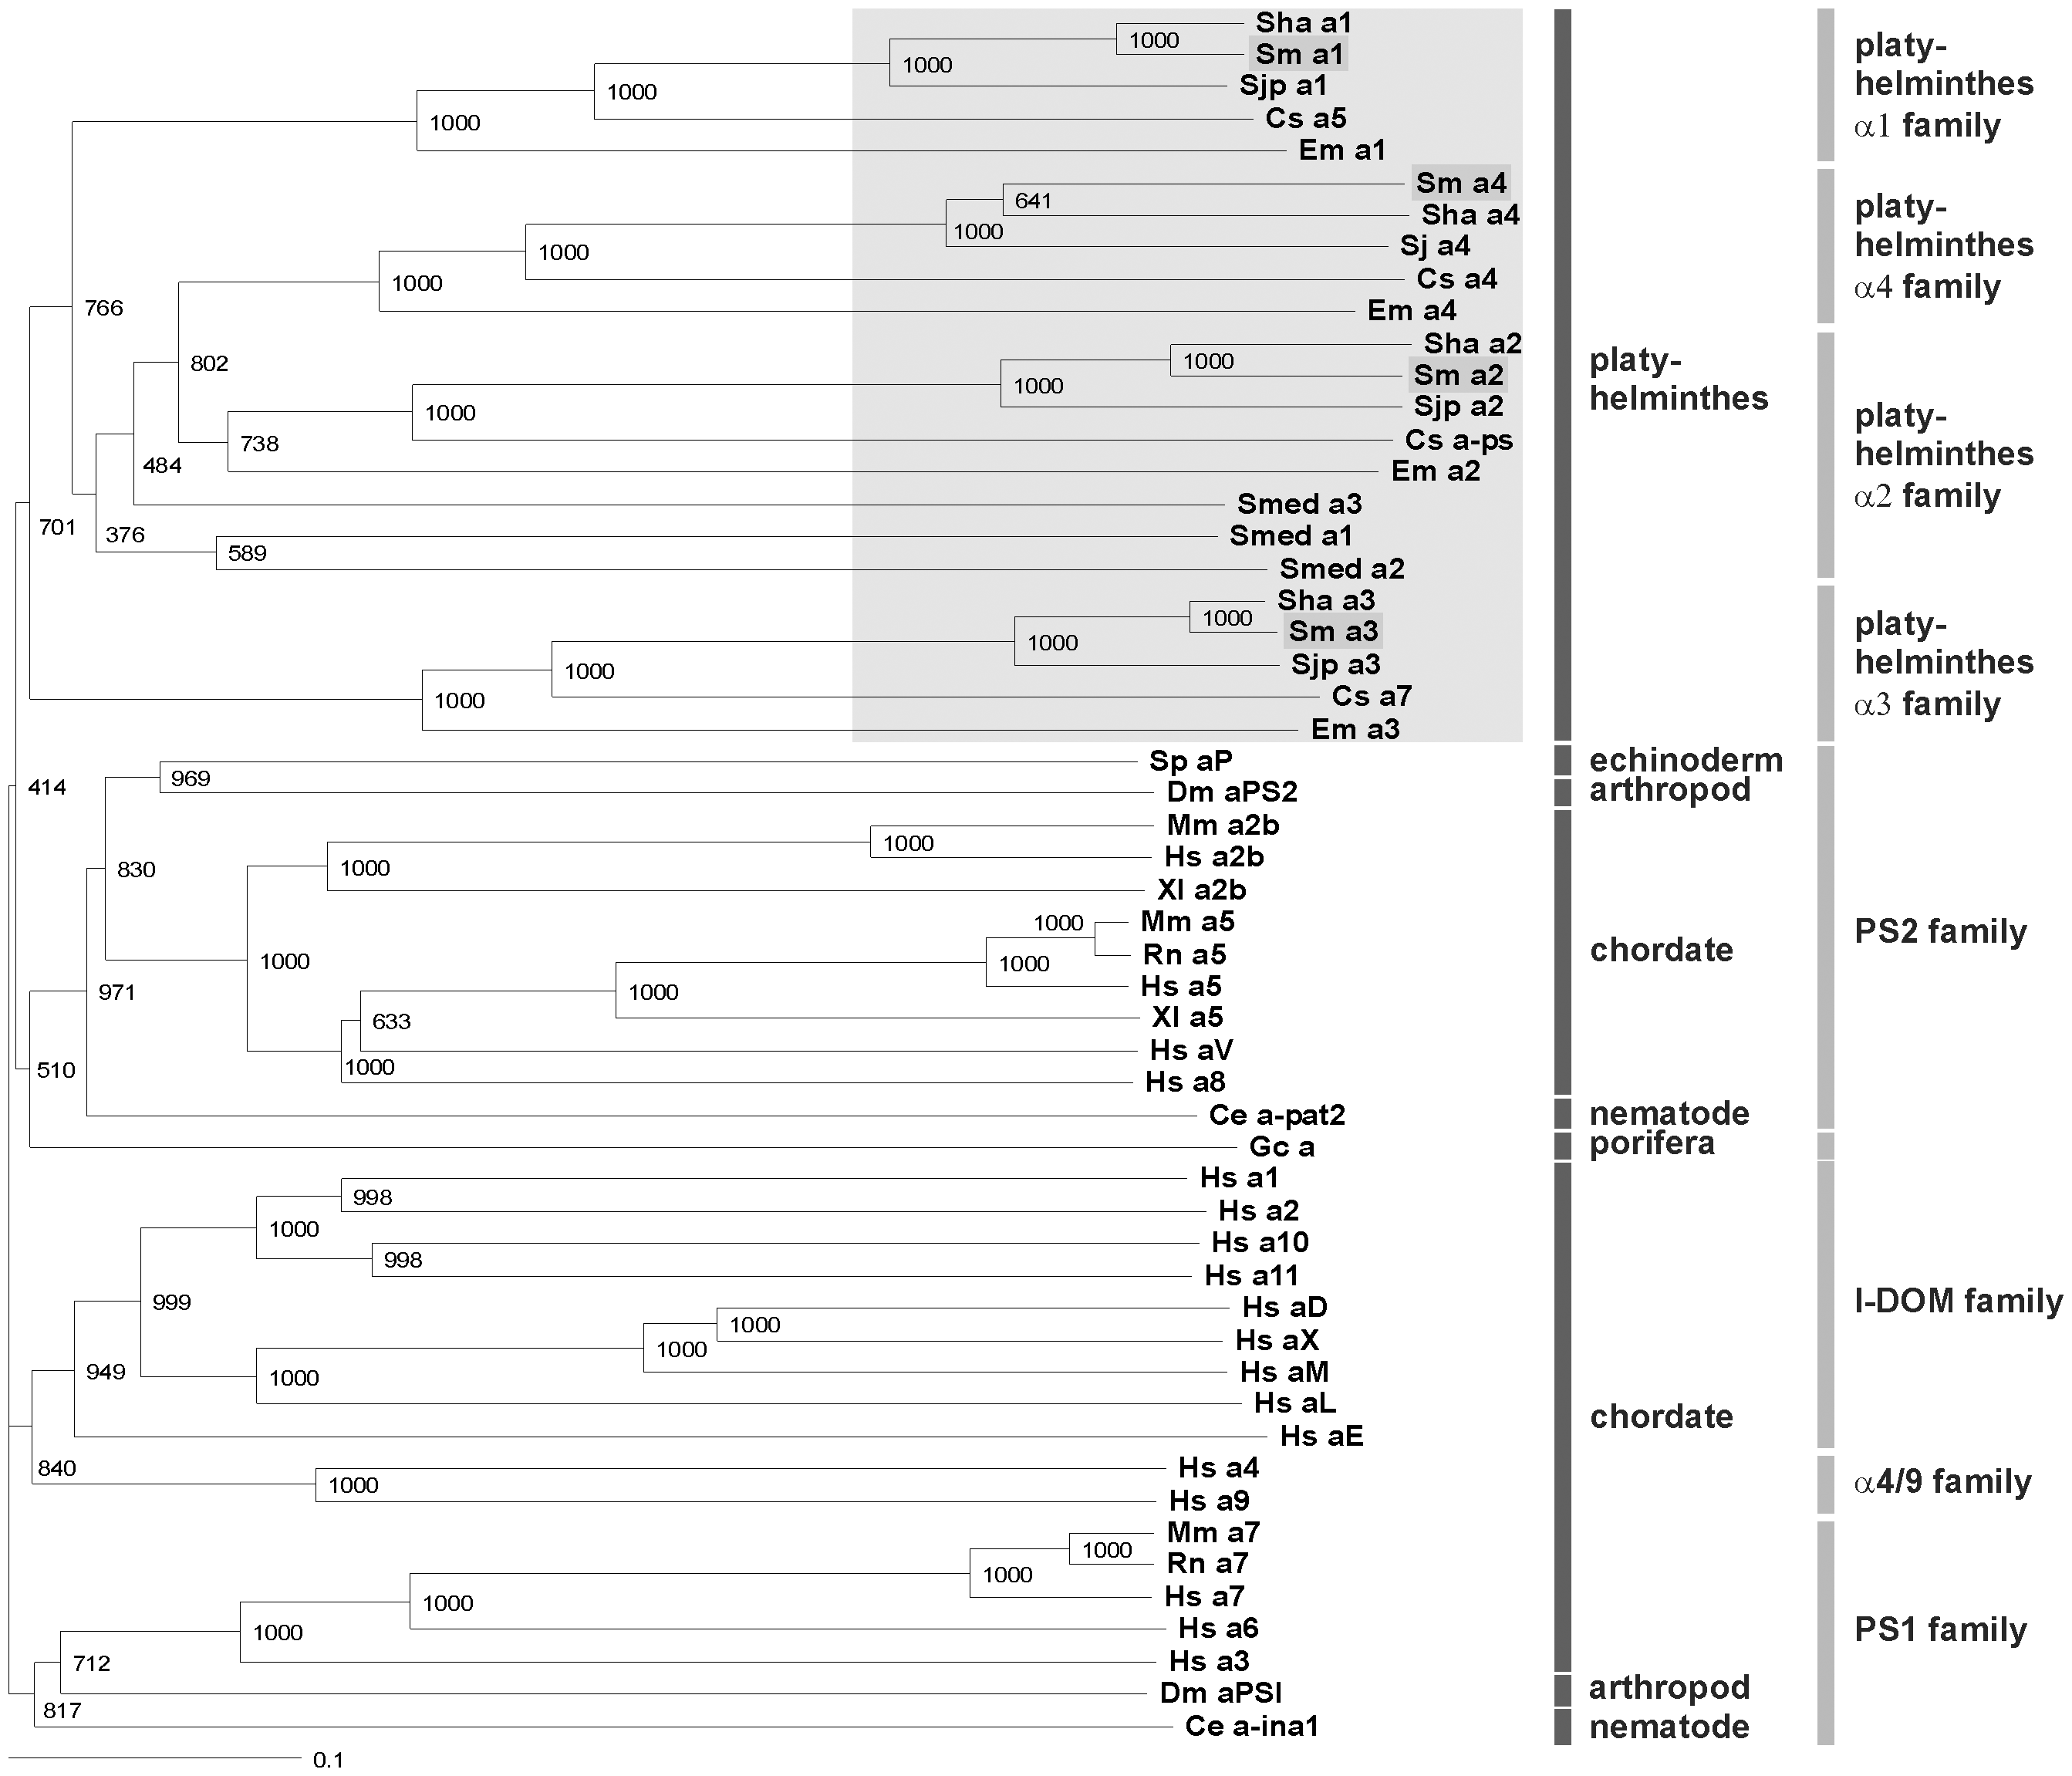 Sha a1
1000
Sm a1
1000
Sjp a1
1000
Cs a5
1000
Em a1
Sm a4
641
Sha a4
1000
Sj a4
1000
Cs a4
1000
Em a4
766
Sha a2
1000
Sm a2
802
1000
Sjp a2
1000
Cs a-ps
738
Em a2
484
Smed a3
701
376
Smed a1
589
Smed a2
Sha a3
1000
Sm a3
1000
Sjp a3
1000
Cs a7
1000
Em a3
Sp aP
969
Dm aPS2
414
Mm a2b
1000
Hs a2b
1000
830
Xl a2b
Mm a5
1000
Rn a5
1000
1000
Hs a5
1000
971
Xl a5
633
Hs aV
1000
510
Hs a8
Ce a-pat2
Gc a
Hs a1
998
Hs a2
1000
Hs a10
998
Hs a11
999
Hs aD
1000
Hs aX
1000
949
Hs aM
1000
Hs aL
Hs aE
840
Hs a4
1000
Hs a9
Mm a7
1000
Rn a7
1000
Hs a7
1000
Hs a6
1000
712
Hs a3
Dm aPSI
817
Ce a-ina1
0.1
platy-
helminthes
echinoderm
arthropod
chordate
nematode
porifera
chordate
arthropod
nematode
platy-
helminthes
α1 family
platy-
helminthes
α4 family
platy-
helminthes
α2 family
platy-
helminthes
α3 family
PS2 family
I-DOM family
α4/9 family
PS1 family